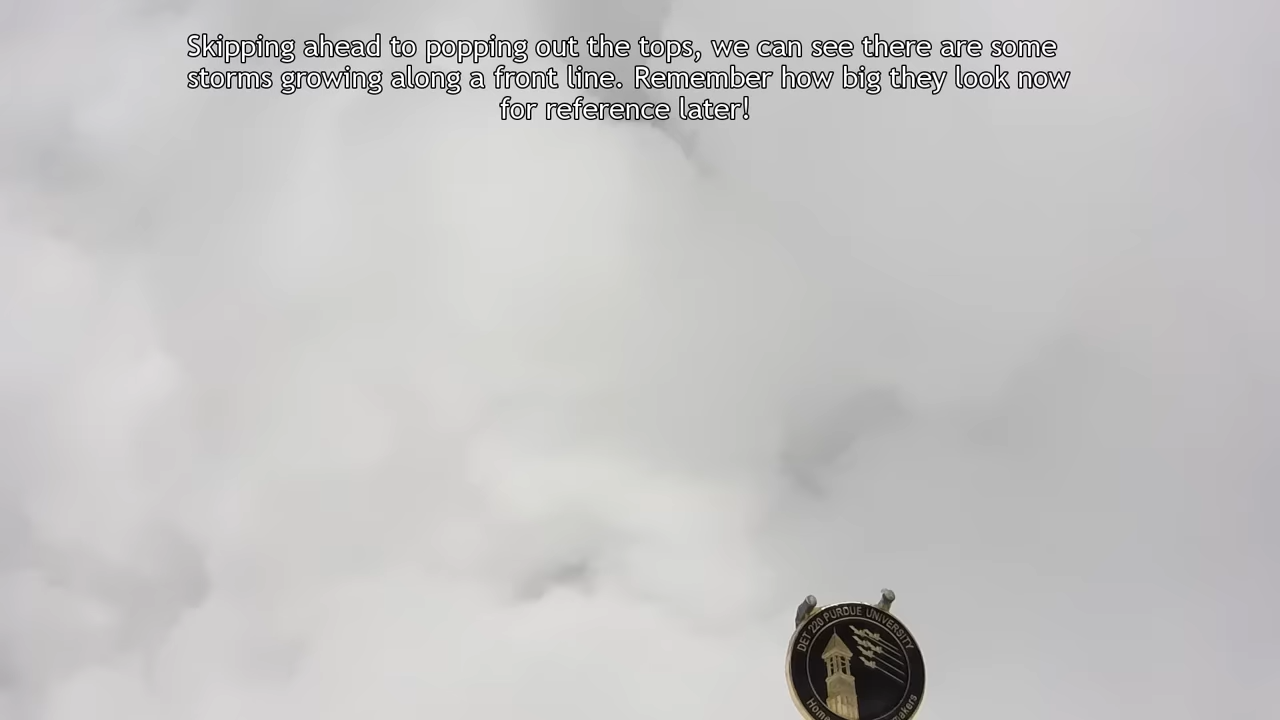 Skipping ahead to popping out the tops, we can see there are some
storms growing along a front line. Remember how big they look now
for reference later!
DET 220 PURDUE UNIVERSITY
Home